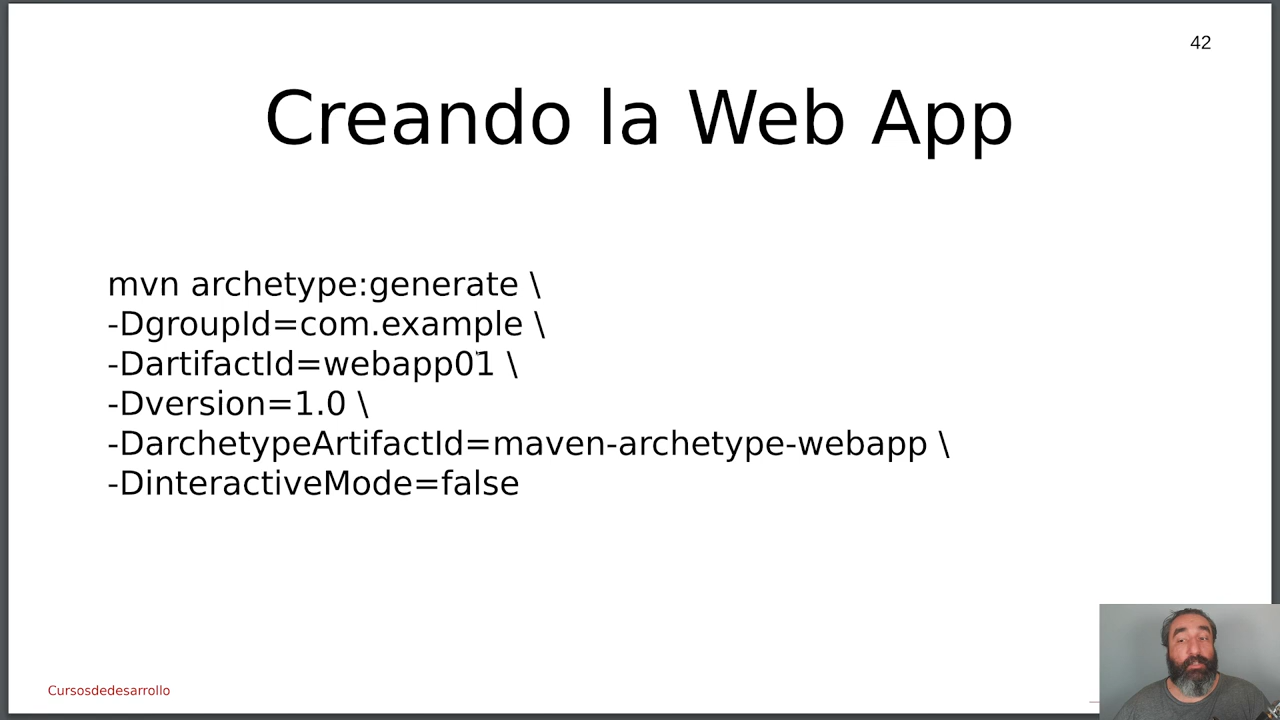 42
Creando la Web App
mvn archetype:generate \
-DgroupId=com.example \
-DartifactId=webapp01 \
-Dversion=1.0 \
-DarchetypeArtifactId=maven-archetype-webapp \
-DinteractiveMode=false
Cursosdedesarrollo